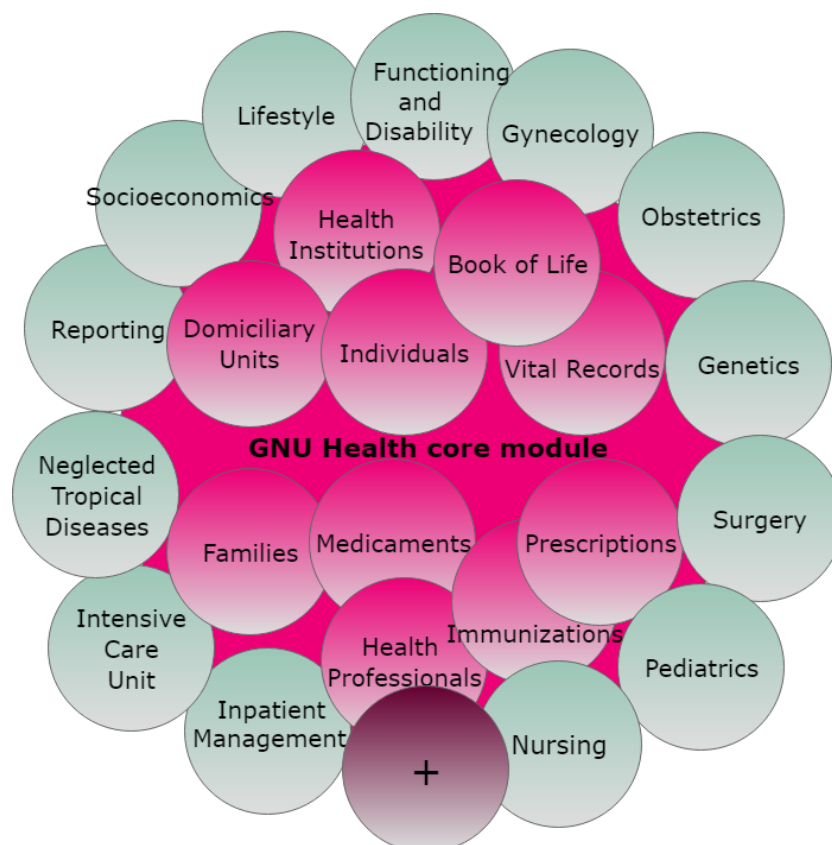 Functioning
and
Disability
Lifestyle
Gynecology
Socioeconomics
Obstetrics
Health
Institutions
Book of Life
Reporting
Domiciliary
Units
Individuals
Vital Records
Genetics
GNU Health core module
Neglected
Tropical
Diseases
Families
Medicaments
Prescriptions
Surgery
Intensive
Care
Unit
Health
Professionals
Immunizations
Pediatrics
Inpatient
Management
Nursing
+